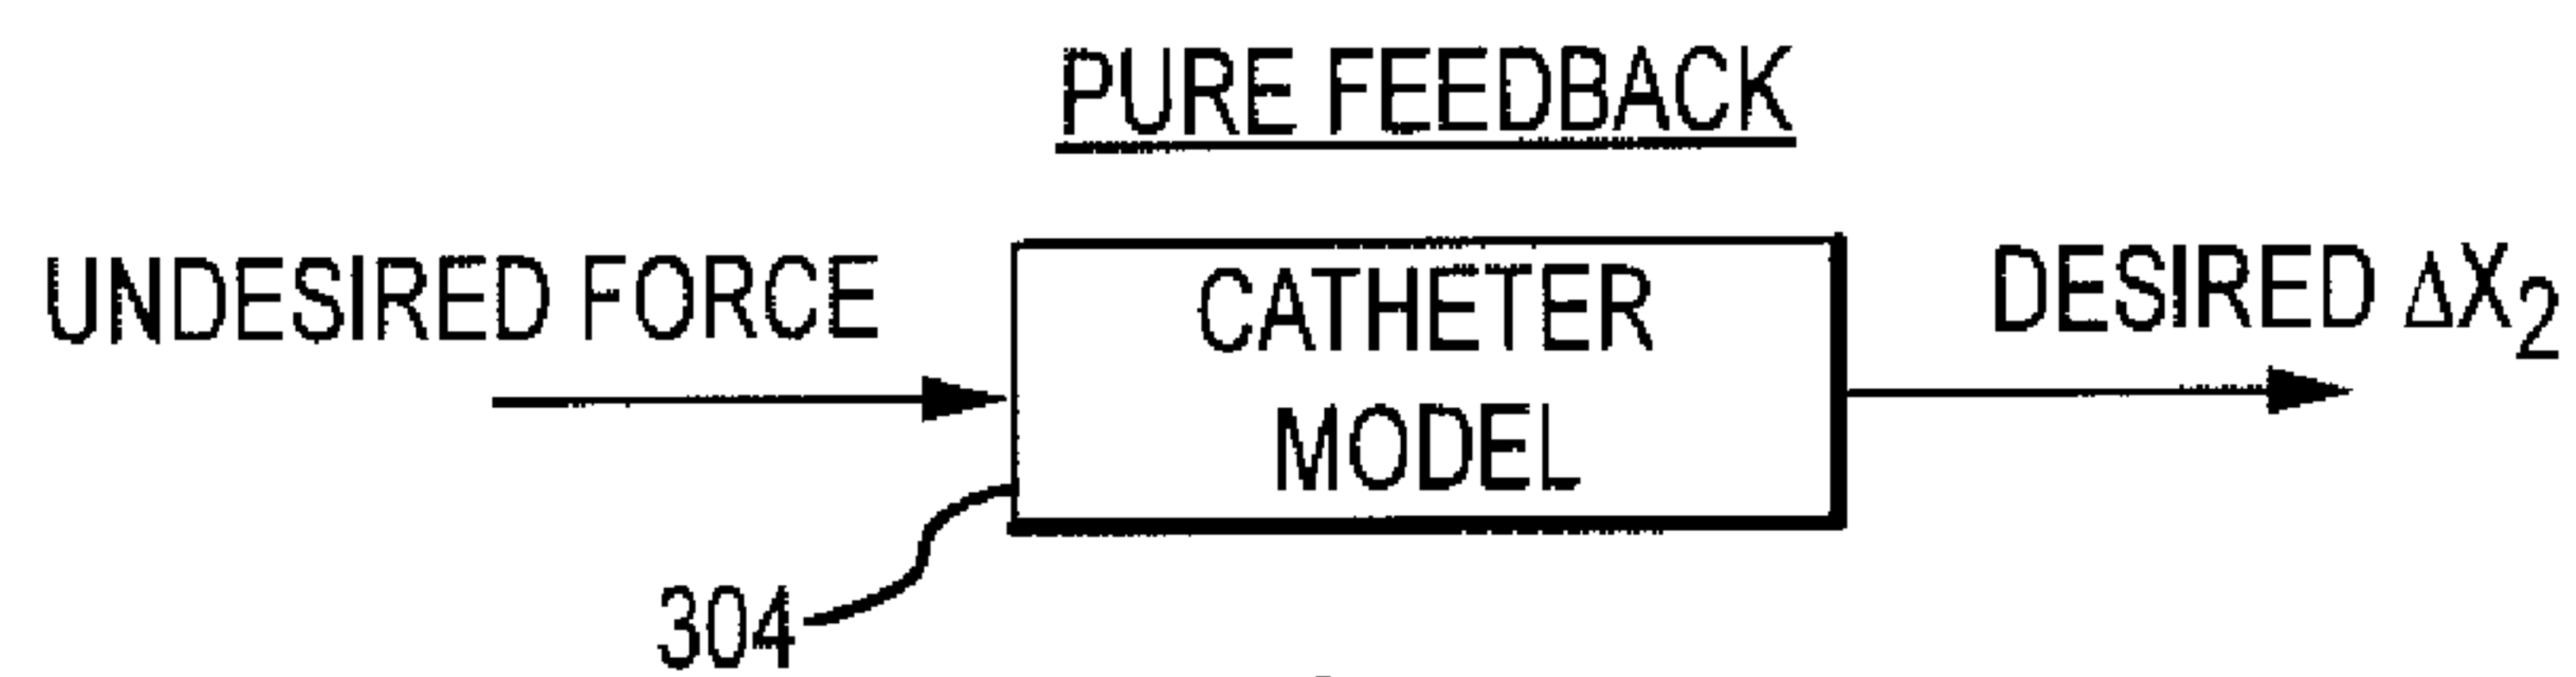 PURE FEEDBACK
UNDESIRED FORCE
CATHETER
MODEL
DESIRED ΔX2
304